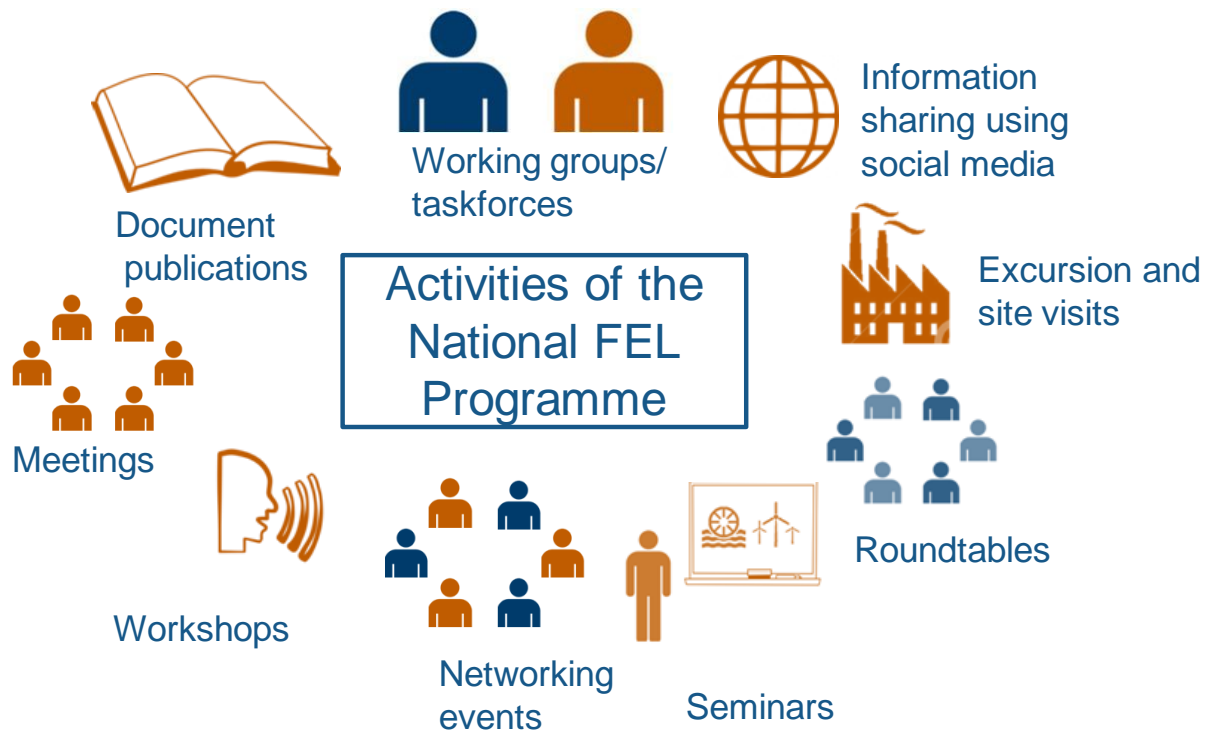 Working groups/
taskforces
Information
sharing using
social media
Document
publications
Activities of the
National FEL
Programme
Excursion and
site visits
Meetings
Roundtables
Workshops
Networking
events
Seminars